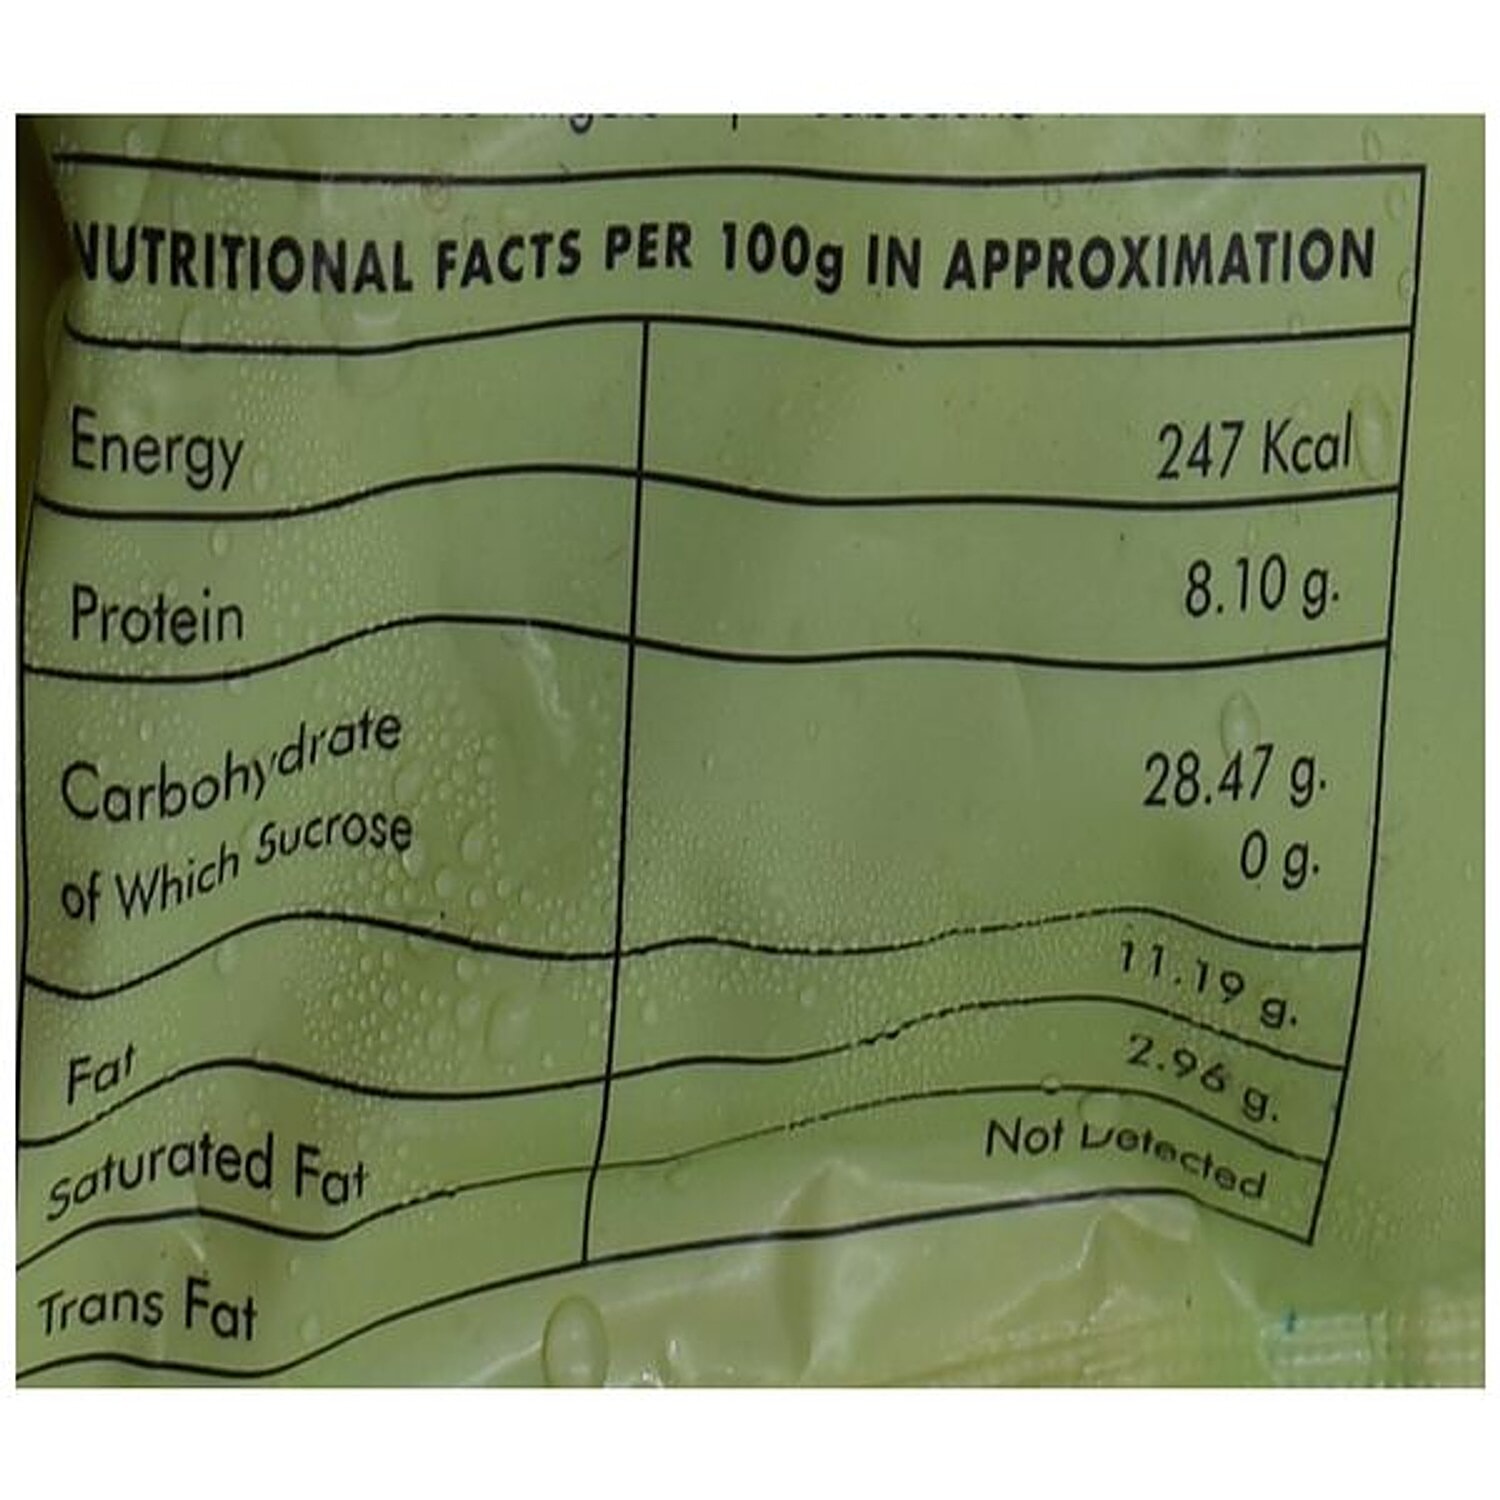 NUTRITIONAL FACTS PER 100g IN APPROXIMATION
Energy 247 Kcal
Protein 8.10 g.
Carbohydrate 28.47 g.
of Which Sucrose 0 g.
Fat 11.19 g.
Saturated Fat 2.96 g.
Trans Fat Not Detected